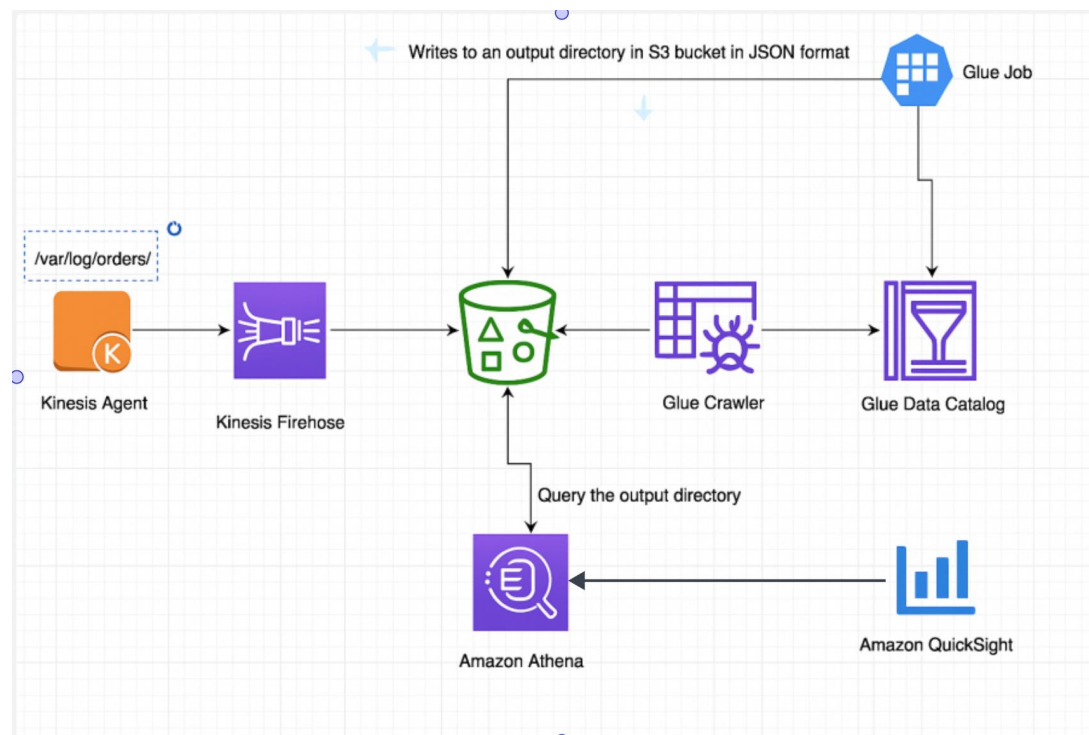 Writes to an output directory in S3 bucket in JSON format
Glue Job
/var/log/orders/
K
Kinesis Agent
Kinesis Firehose
Glue Crawler
Glue Data Catalog
Query the output directory
Amazon Athena
Amazon QuickSight